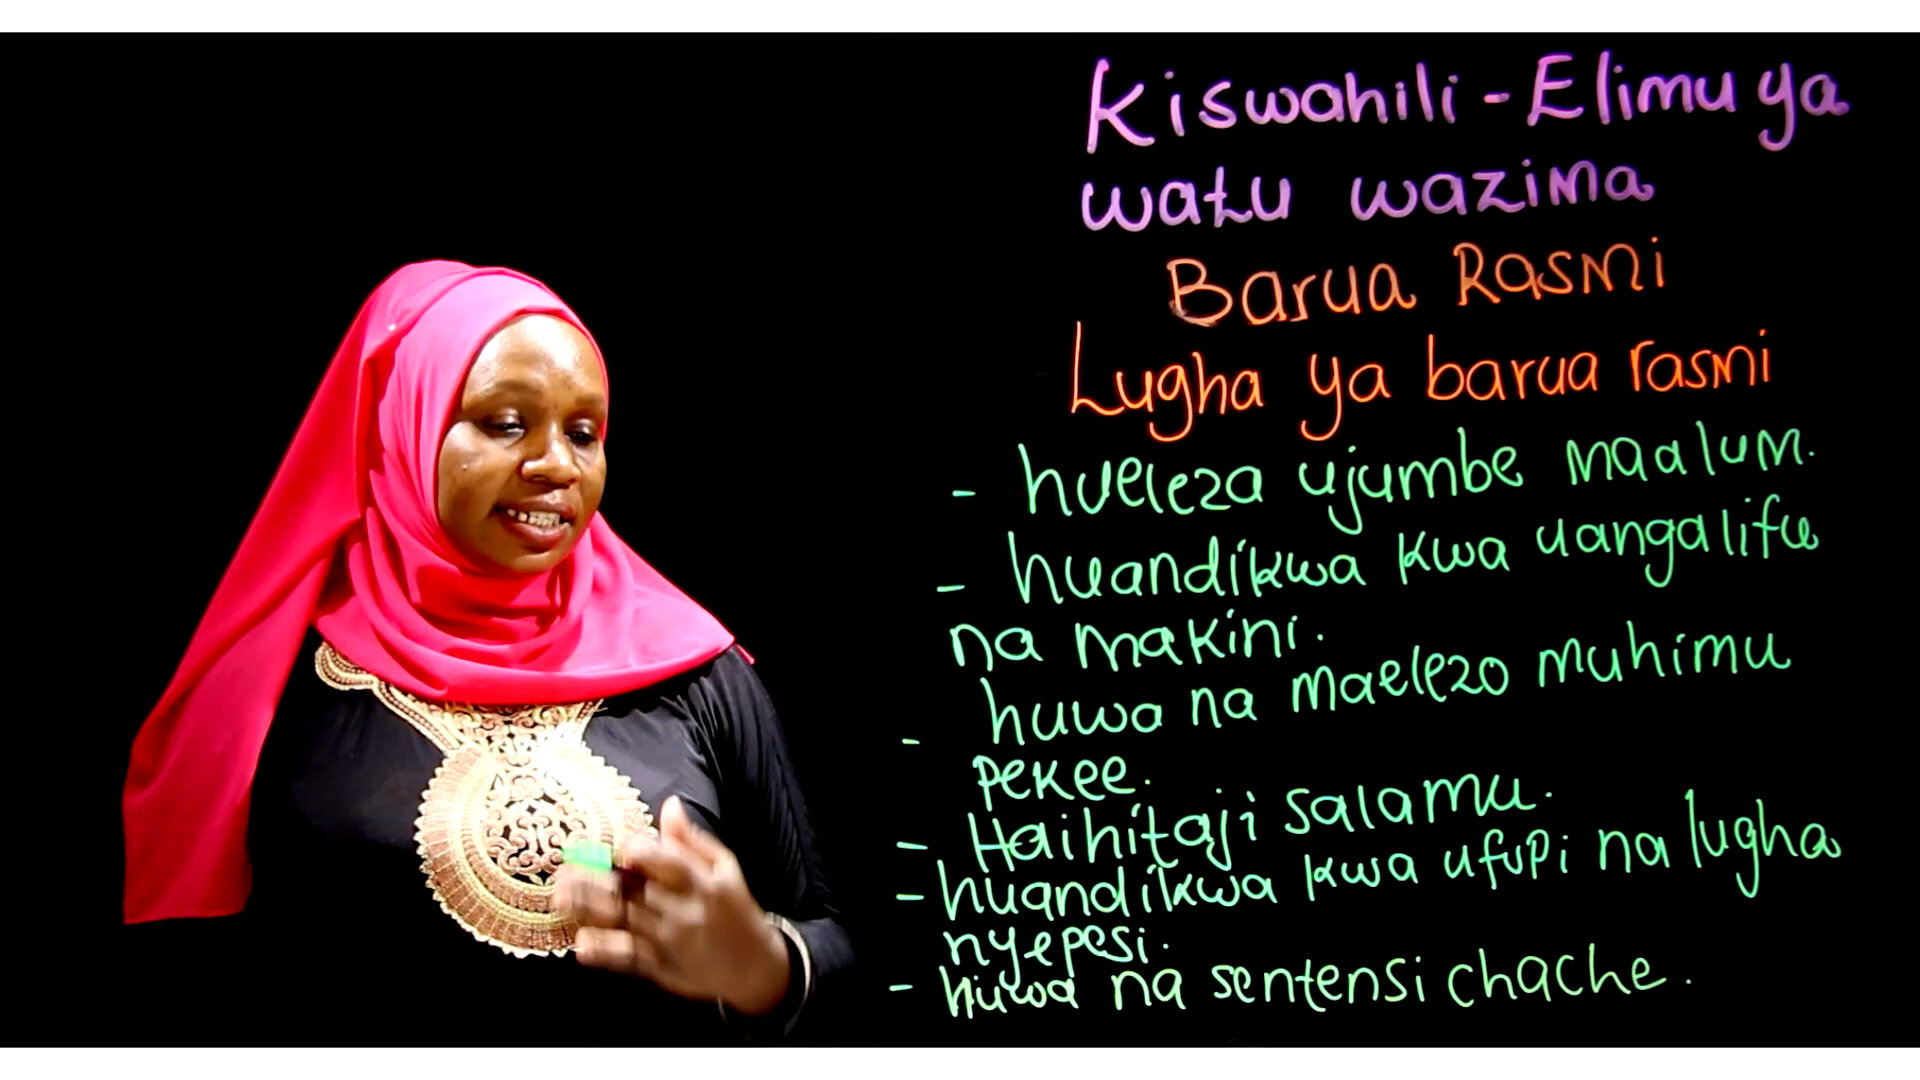 Kiswahili - Elimu ya
watu wazima
Barua Rasmi
Lugha ya barua rasmi
- hueleza ujumbe maalum.
- huandikwa kwa uangalifu
na makini.
- huwa na maelezo muhimu
pekee.
- Haihitaji salamu.
- huandikwa kwa ufupi na lugha
nyepesi.
- huwa na sentensi chache.